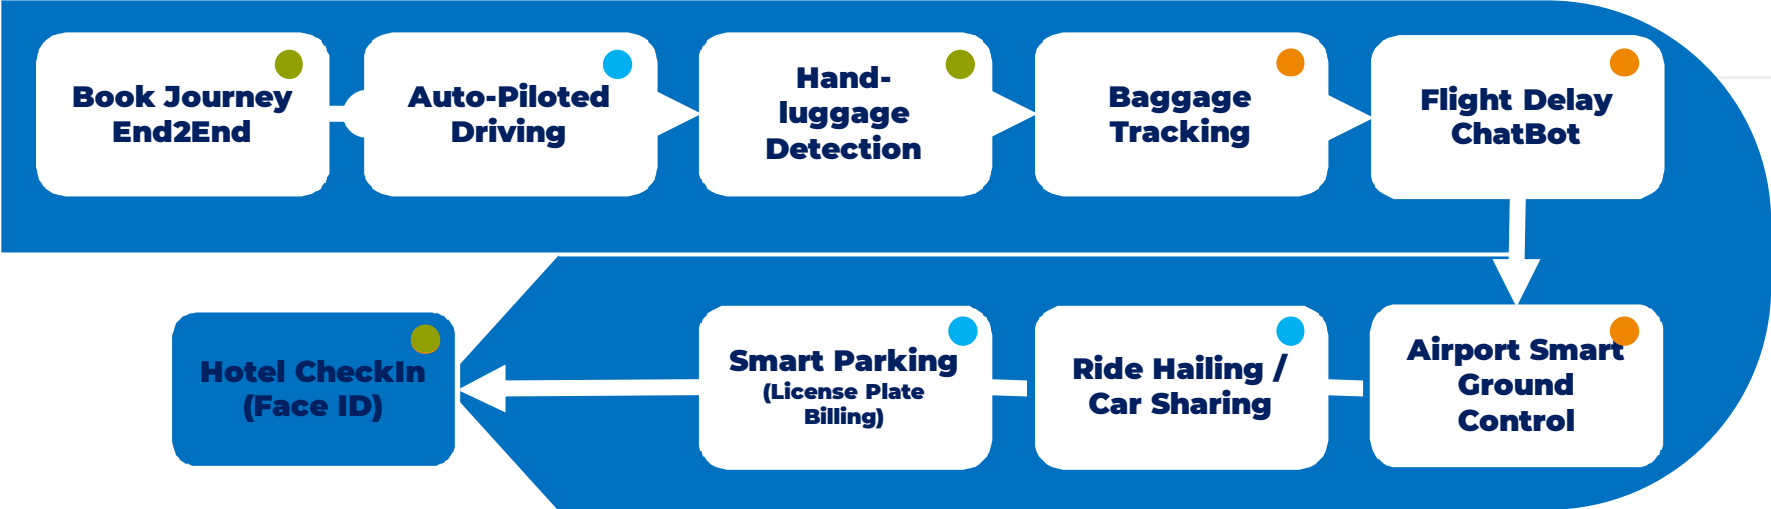 Book Journey
End2End
Auto-Piloted
Driving
Hand-
luggage
Detection
Baggage
Tracking
Flight Delay
ChatBot
Airport Smart
Ground
Control
Ride Hailing /
Car Sharing
Smart Parking
(License Plate
Billing)
Hotel CheckIn
(Face ID)